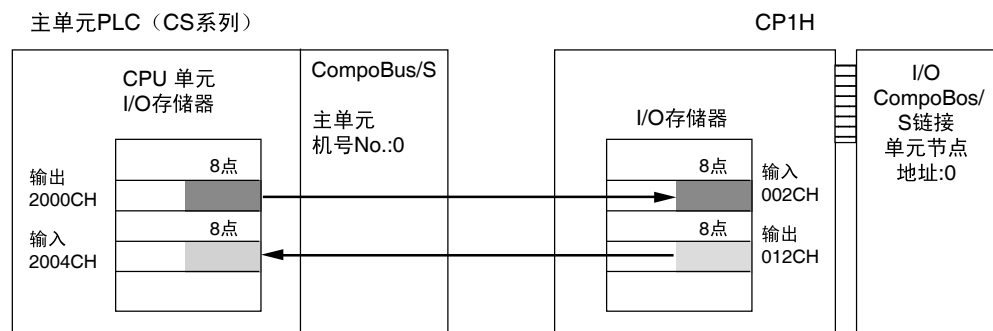 主单元PLC（CS系列）
CP1H
CPU 单元
I/O存储器
CompoBus/S
主单元
机号No.:0
8点
输出
2000CH
8点
输入
2004CH
I/O存储器
8点
输入
002CH
8点
输出
012CH
I/O
CompoBos/
S链接
单元节点
地址:0